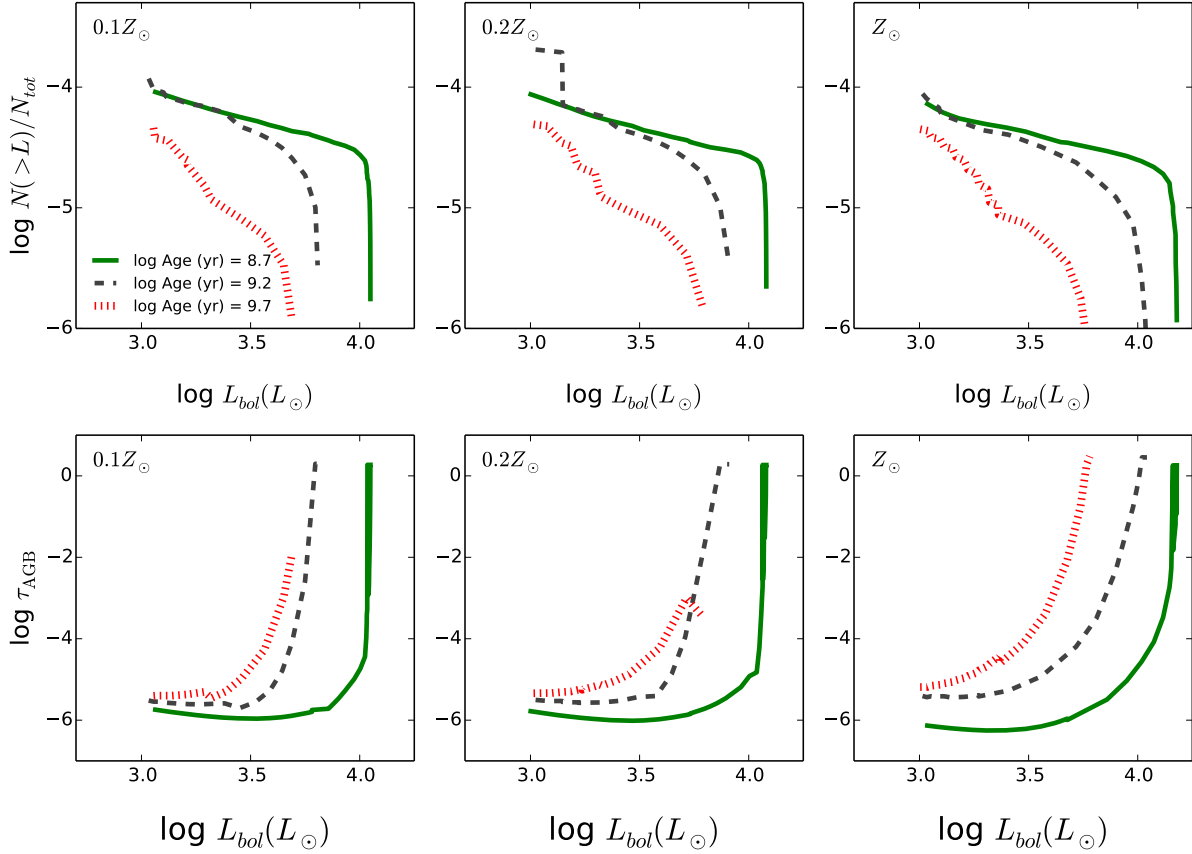 0.1Z⊙
0.2Z⊙
Z⊙
−4
−5
−6
−4
−5
−6
−4
−5
−6
log N(>L)/N_tot
log Age (yr) = 8.7
log Age (yr) = 9.2
log Age (yr) = 9.7
3.0 3.5 4.0
3.0 3.5 4.0
3.0 3.5 4.0
log L_bol(L⊙)
log L_bol(L⊙)
log L_bol(L⊙)
0.1Z⊙
0.2Z⊙
Z⊙
0
−2
−4
−6
0
−2
−4
−6
0
−2
−4
−6
log τ_AGB
3.0 3.5 4.0
3.0 3.5 4.0
3.0 3.5 4.0
log L_bol(L⊙)
log L_bol(L⊙)
log L_bol(L⊙)